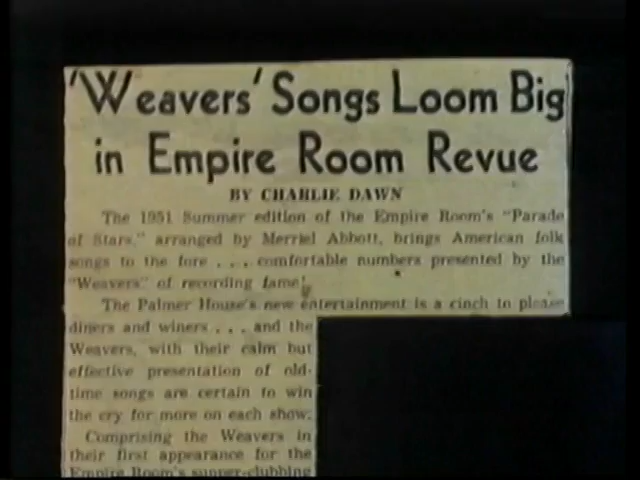 'Weavers' Songs Loom Big
in Empire Room Revue
BY CHARLIE DAWN
The 1951 Summer edition of the Empire Room's "Parade
of Stars," arranged by Merriel Abbott, brings American folk
songs to the fore . . . comfortable numbers presented by the
"Weavers" of recording fame!
The Palmer House's new entertainment is a cinch to please
diners and winers . . . and the
Weavers, with their calm but
effective presentation of old-
time songs are certain to win
the cry for more on each show.
Comprising the Weavers in
their first appearance for the
Empire Room's supper-clubbing